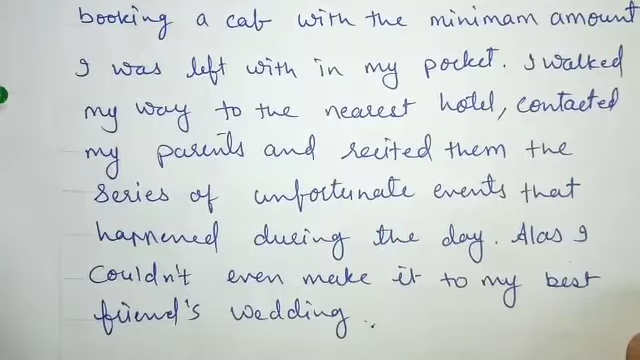 booking a cab with the minimam amount
I was left with in my pocket. I walked
my way to the nearest hotel, contacted
my parents and recited them the
series of unfortunate events that
happened during the day. Alas I
Couldn't even make it to my best
friend's wedding.